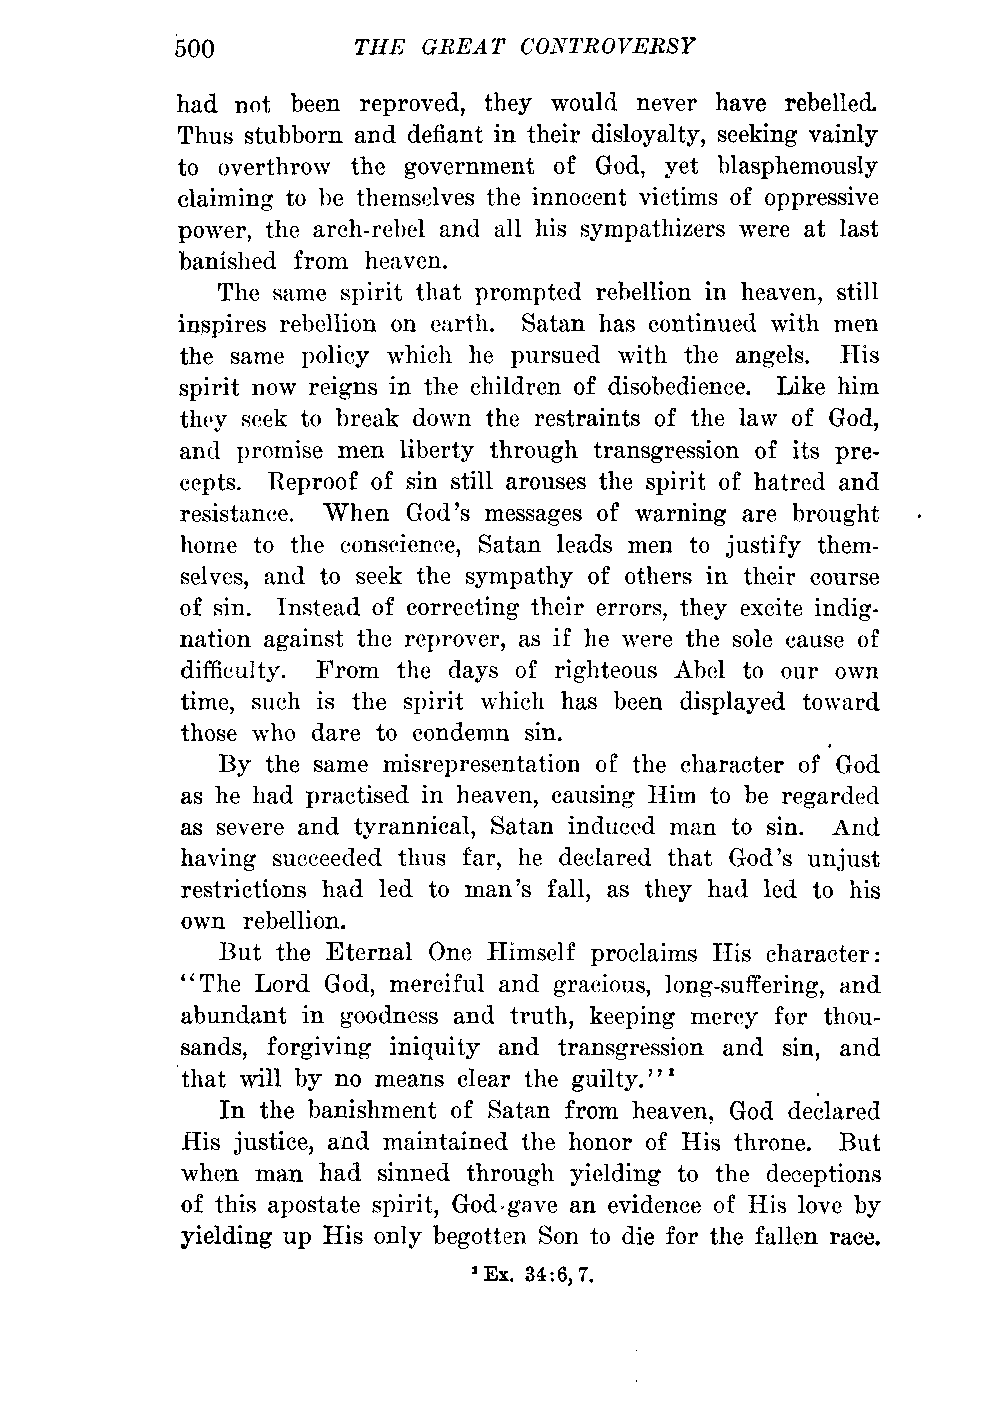 500 THE GREAT CONTROVERSY
had not been reproved, they would never have rebelled.
Thus stubborn and defiant in their disloyalty, seeking vainly
to overthrow the government of God, yet blasphemously
claiming to be themselves the innocent victims of oppressive
power, the arch-rebel and all his sympathizers were at last
banished from heaven.
The same spirit that prompted rebellion in heaven, still
inspires rebellion on earth. Satan has continued with men
the same policy which he pursued with the angels. His
spirit now reigns in the children of disobedience. Like him
they seek to break down the restraints of the law of God,
and promise men liberty through transgression of its pre-
cepts. Reproof of sin still arouses the spirit of hatred and
resistance. When God's messages of warning are brought
home to the conscience, Satan leads men to justify them-
selves, and to seek the sympathy of others in their course
of sin. Instead of correcting their errors, they excite indig-
nation against the reprover, as if he were the sole cause of
difficulty. From the days of righteous Abel to our own
time, such is the spirit which has been displayed toward
those who dare to condemn sin.
By the same misrepresentation of the character of God
as he had practised in heaven, causing Him to be regarded
as severe and tyrannical, Satan induced man to sin. And
having succeeded thus far, he declared that God's unjust
restrictions had led to man's fall, as they had led to his
own rebellion.
But the Eternal One Himself proclaims His character:
"The Lord God, merciful and gracious, long-suffering, and
abundant in goodness and truth, keeping mercy for thou-
sands, forgiving iniquity and transgression and sin, and
that will by no means clear the guilty."¹
In the banishment of Satan from heaven, God declared
His justice, and maintained the honor of His throne. But
when man had sinned through yielding to the deceptions
of this apostate spirit, God gave an evidence of His love by
yielding up His only begotten Son to die for the fallen race.
¹ Ex. 34:6, 7.